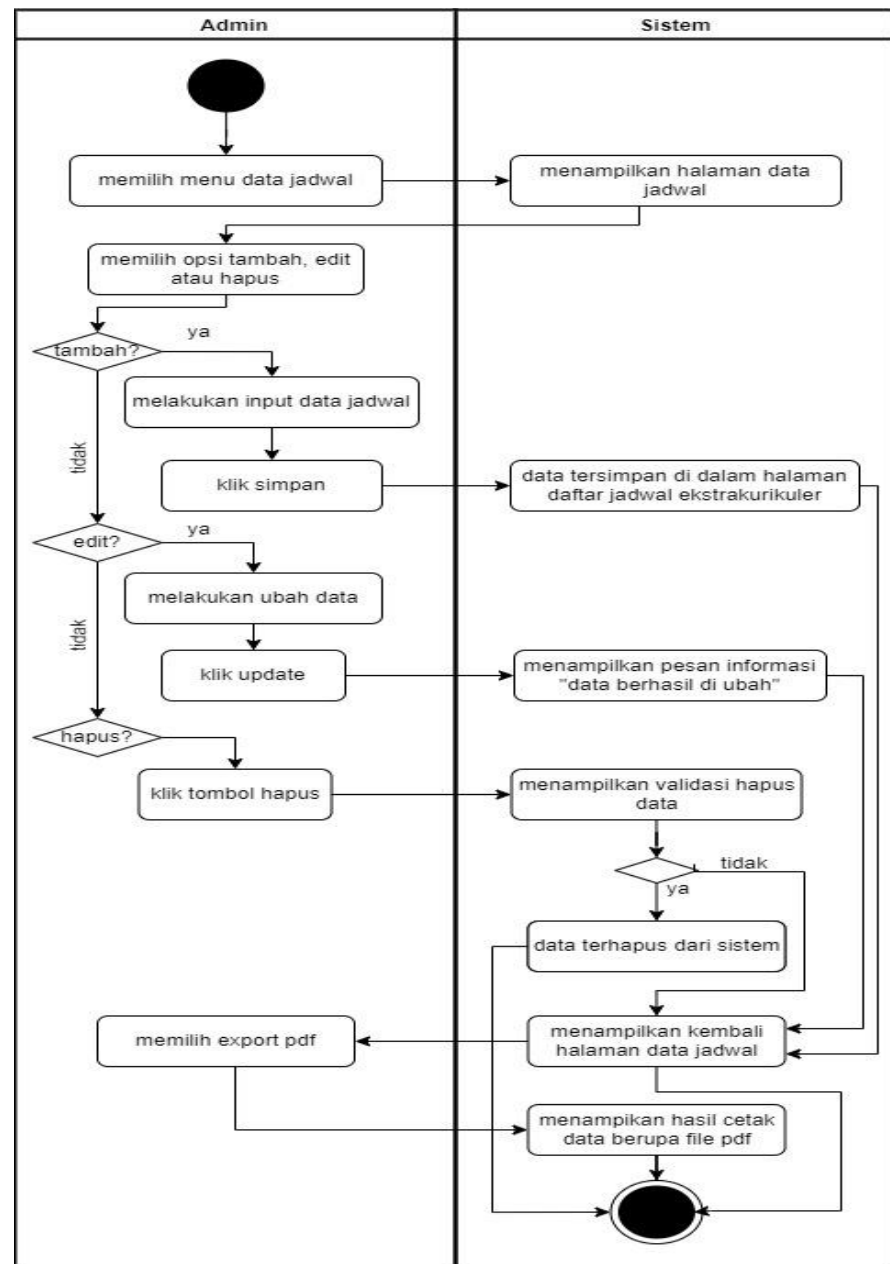 Admin
Sistem
memilih menu data jadwal
menampilkan halaman data
jadwal
memilih opsi tambah, edit
atau hapus
tambah?
ya
melakukan input data jadwal
tidak
klik simpan
data tersimpan di dalam halaman
daftar jadwal ekstrakurikuler
edit?
ya
melakukan ubah data
tidak
klik update
menampilkan pesan informasi
"data berhasil di ubah"
hapus?
klik tombol hapus
menampilkan validasi hapus
data
tidak
ya
data terhapus dari sistem
memilih export pdf
menampilkan kembali
halaman data jadwal
menampikan hasil cetak
data berupa file pdf